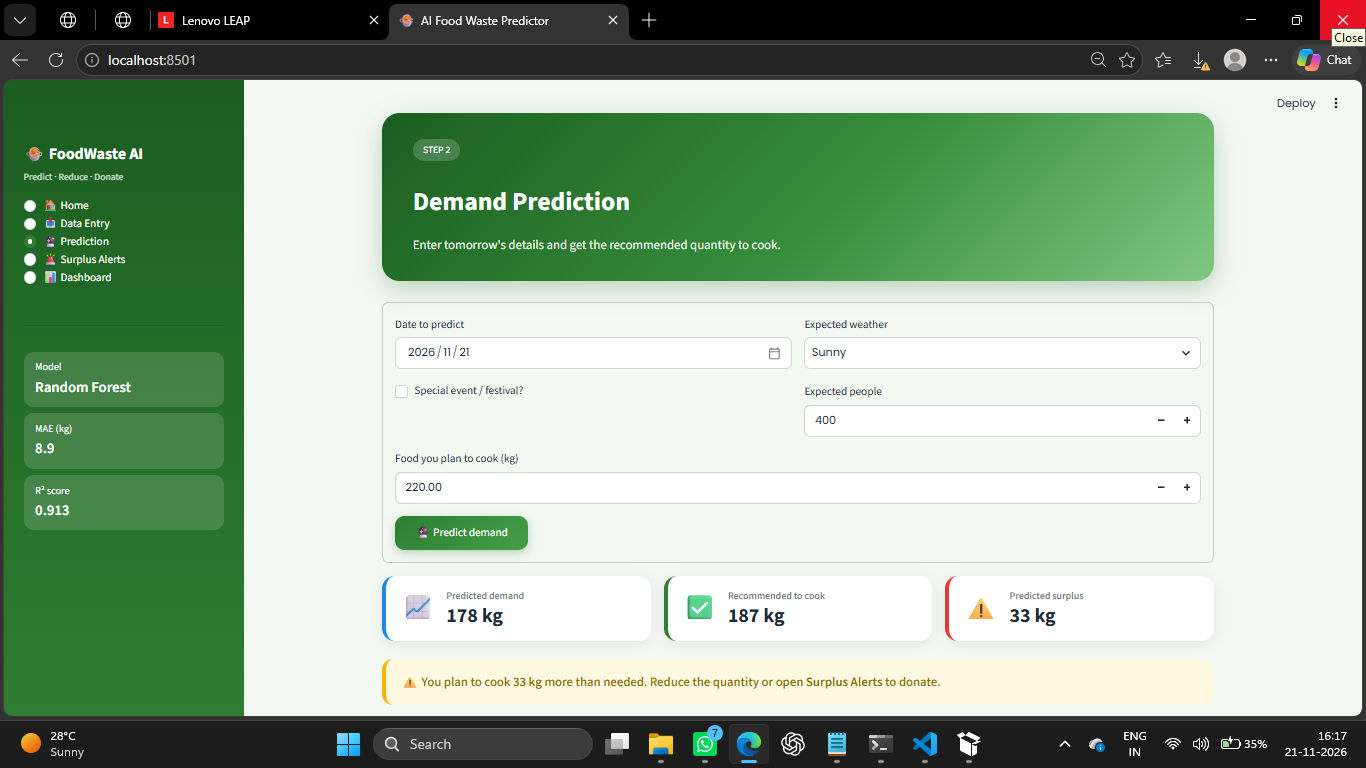 Lenovo LEAP
AI Food Waste Predictor
Close
localhost:8501
Chat
Deploy
FoodWaste AI
Predict · Reduce · Donate
Home
Data Entry
Prediction
Surplus Alerts
Dashboard
Model
Random Forest
MAE (kg)
8.9
R² score
0.913
STEP 2
Demand Prediction
Enter tomorrow's details and get the recommended quantity to cook.
Date to predict
2026/11/21
Expected weather
Sunny
Special event / festival?
Expected people
400
Food you plan to cook (kg)
220.00
Predict demand
Predicted demand
178 kg
Recommended to cook
187 kg
Predicted surplus
33 kg
You plan to cook 33 kg more than needed. Reduce the quantity or open Surplus Alerts to donate.
28°C
Sunny
Search
7
ENG
IN
35%
16:17
21-11-2026